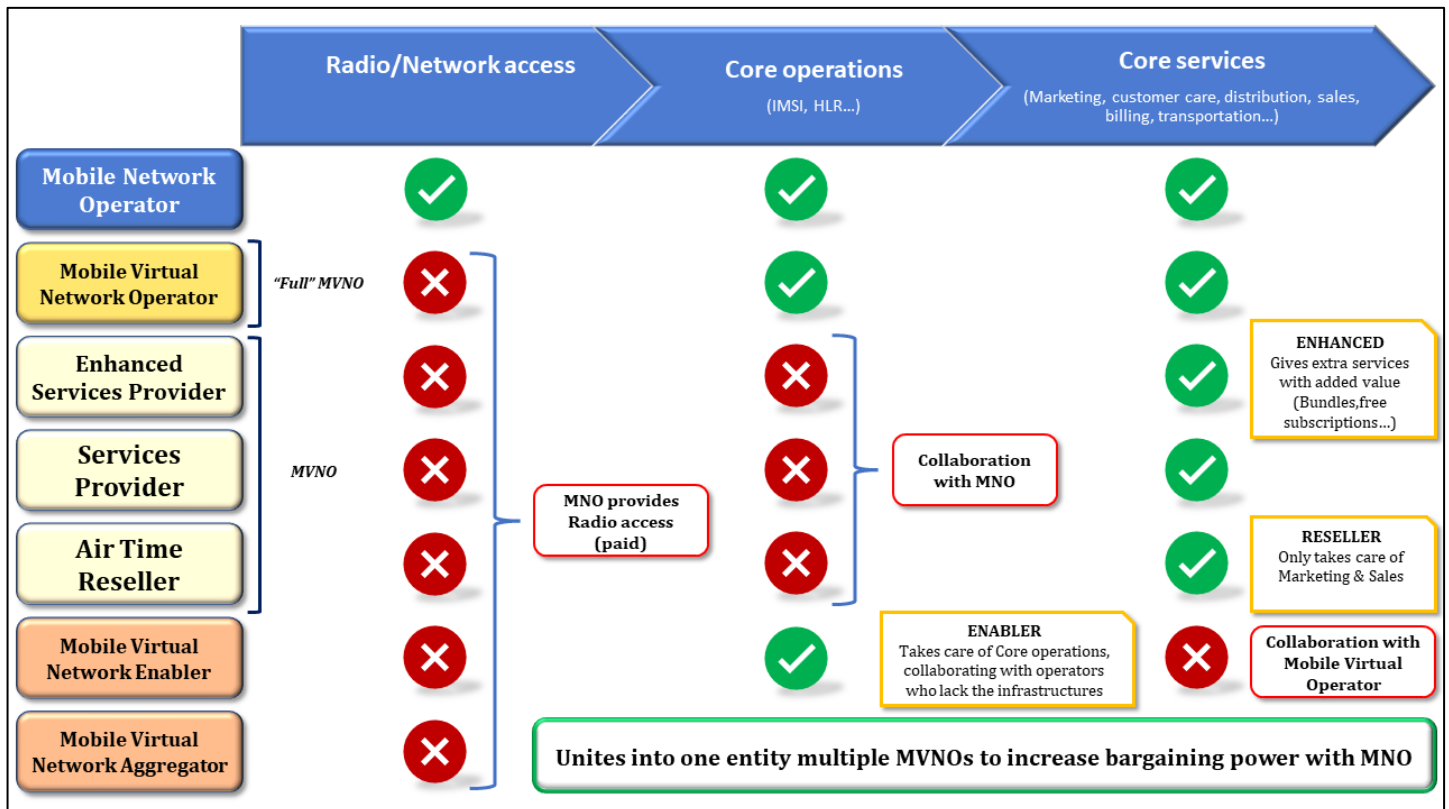 Radio/Network access
Core operations
(IMSI, HLR...)
Core services
(Marketing, customer care, distribution, sales,
billing, transportation...)
Mobile Network
Operator
Mobile Virtual
Network Operator
"Full" MVNO
Enhanced
Services Provider
ENHANCED
Gives extra services
with added value
(Bundles,free
subscriptions...)
Services
Provider
MVNO
Collaboration
with MNO
MNO provides
Radio access
(paid)
Air Time
Reseller
RESELLER
Only takes care of
Marketing & Sales
Mobile Virtual
Network Enabler
ENABLER
Takes care of Core operations,
collaborating with operators
who lack the infrastructures
Collaboration with
Mobile Virtual
Operator
Mobile Virtual
Network Aggregator
Unites into one entity multiple MVNOs to increase bargaining power with MNO